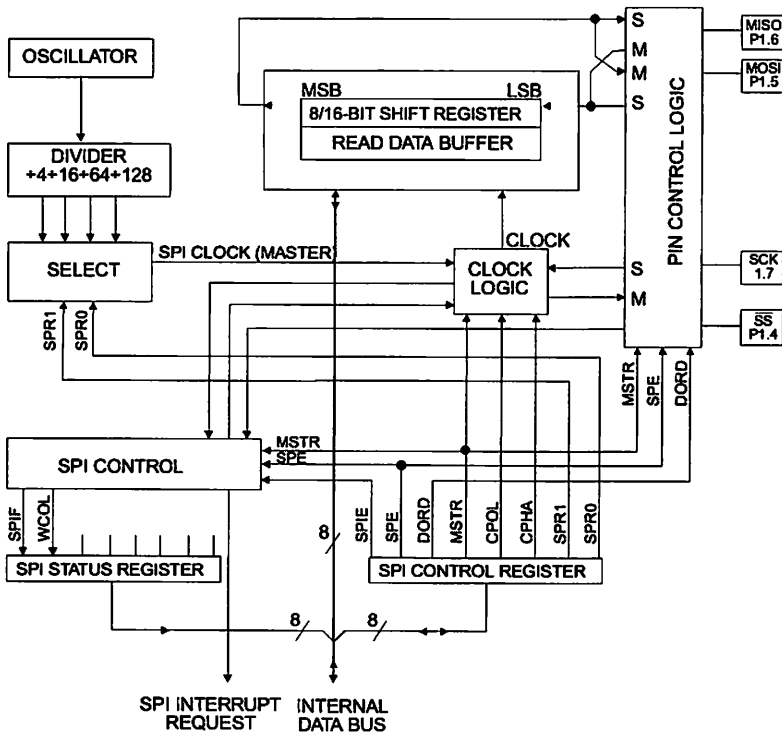 OSCILLATOR
DIVIDER
+4+16+64+128
SELECT
SPI CLOCK (MASTER)
SPR1
SPR0
MSB
LSB
8/16-BIT SHIFT REGISTER
READ DATA BUFFER
CLOCK
CLOCK
LOGIC
S
M
M
S
S
M
PIN CONTROL LOGIC
MISO
P1.6
MOSI
P1.5
SCK
1.7
SS
P1.4
MSTR
SPE
DORD
SPI CONTROL
MSTR
SPE
SPIF
WCOL
SPI STATUS REGISTER
8
SPIE
SPE
DORD
MSTR
CPOL
CPHA
SPR1
SPR0
SPI CONTROL REGISTER
8
8
SPI INTERRUPT
REQUEST
INTERNAL
DATA BUS